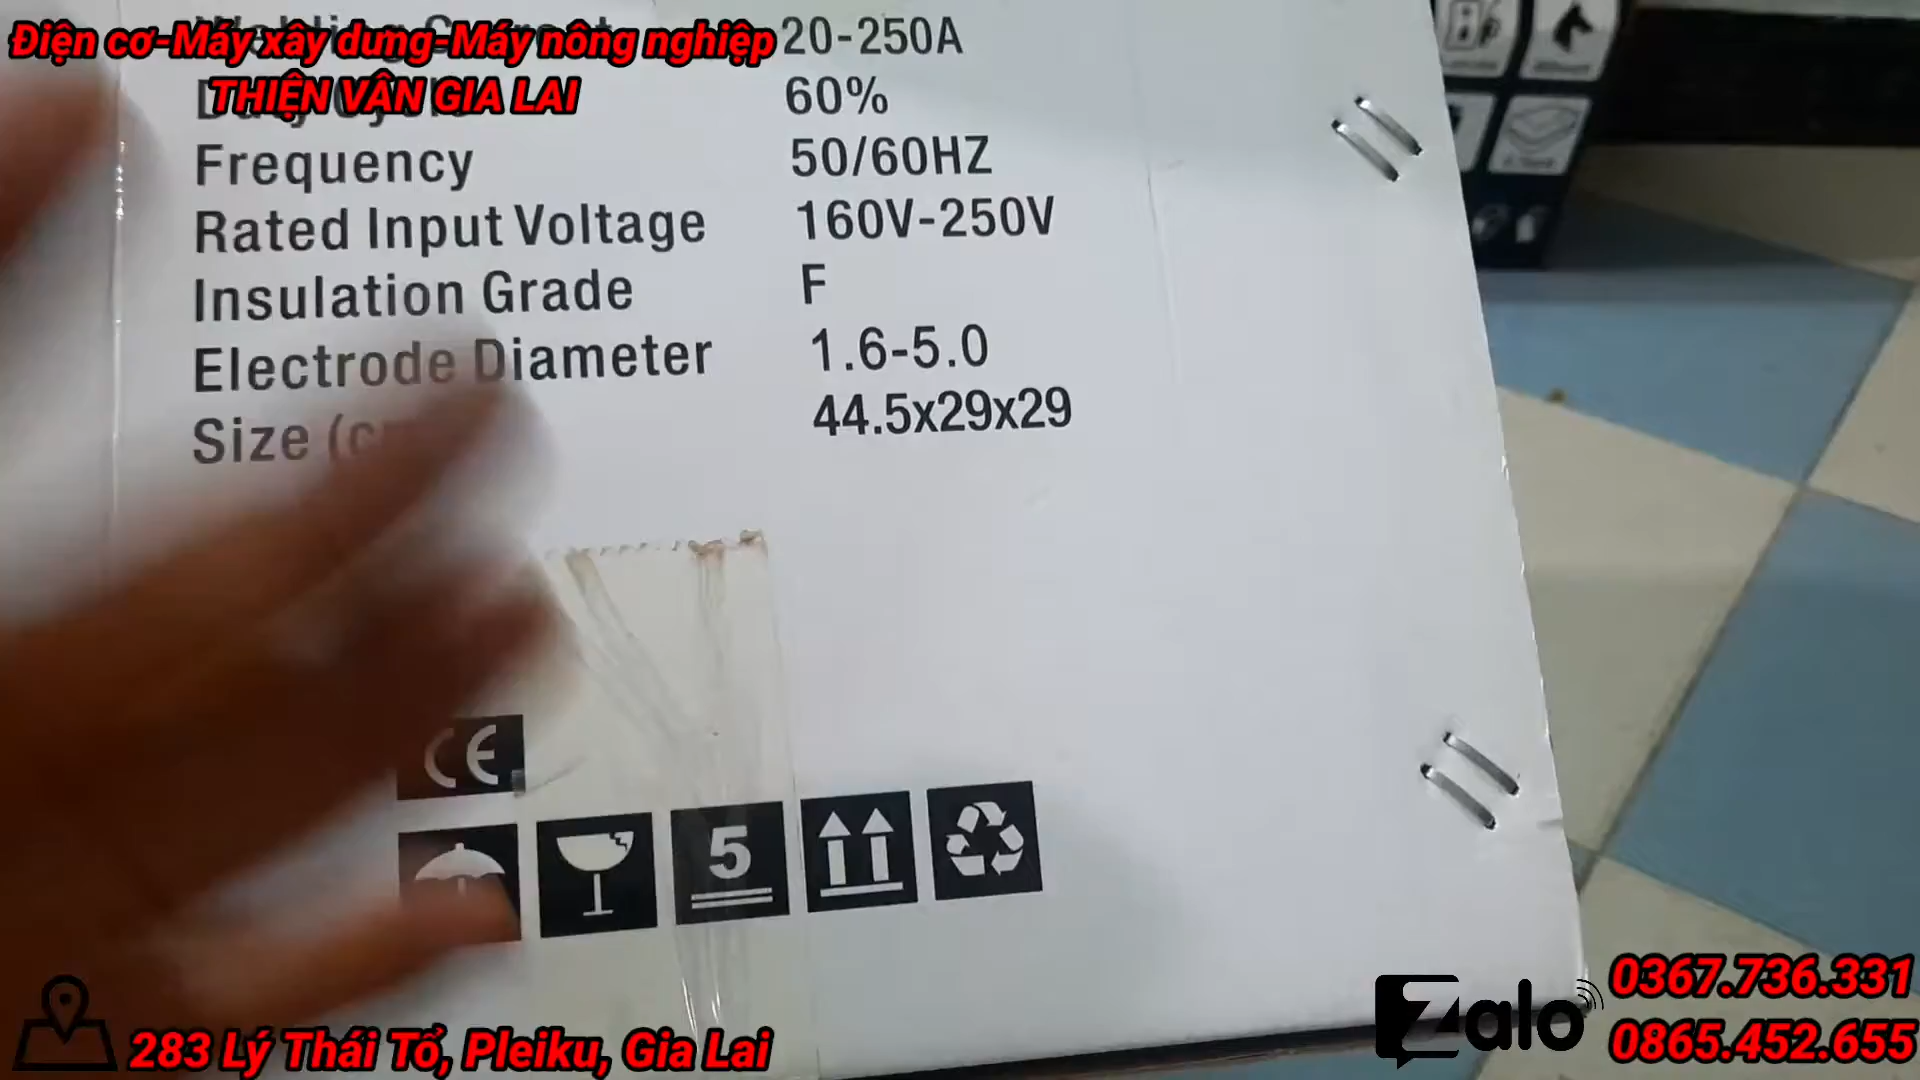 Điện cơ-Máy xây dưng-Máy nông nghiệp
THIỆN VÂN GIA LAI
20-250A
60%
Frequency 50/60HZ
Rated Input Voltage 160V-250V
Insulation Grade F
Electrode Diameter 1.6-5.0
Size 44.5x29x29
CE
5
283 Lý Thái Tổ, Pleiku, Gia Lai
Zalo
0367.736.331
0865.452.655